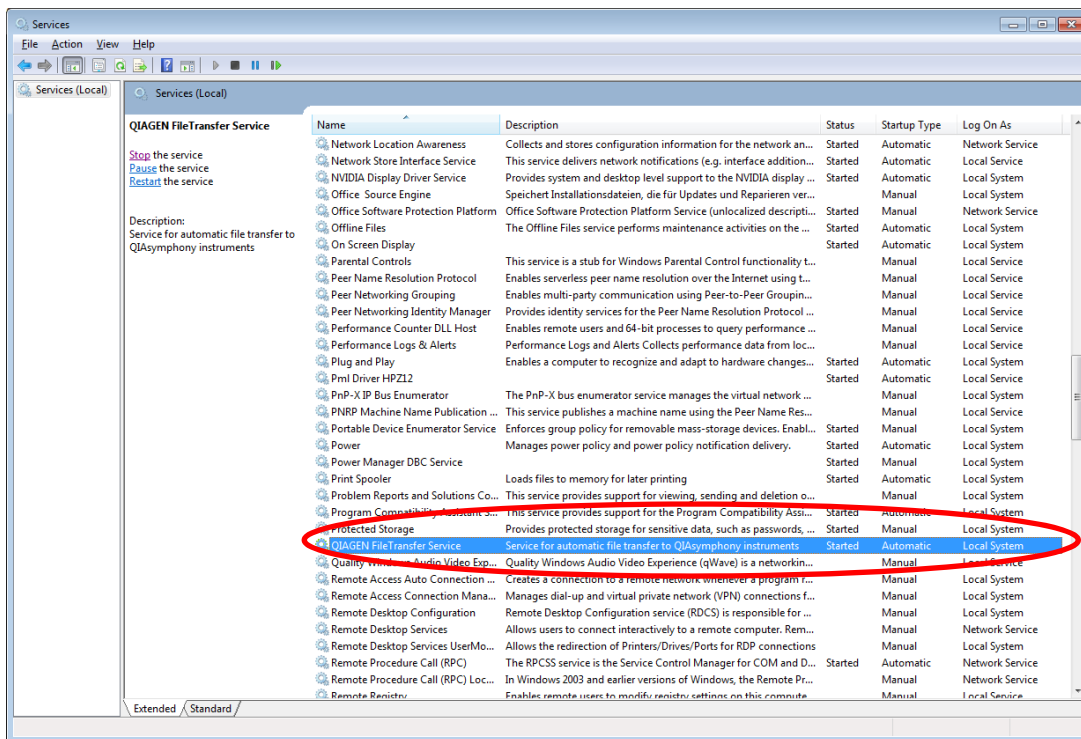 Services
File Action View Help
Services (Local)
Services (Local)
QIAGEN FileTransfer Service
Stop the service
Pause the service
Restart the service
Description:
Service for automatic file transfer to
QIAsymphony instruments
Name Description Status Startup Type Log On As
Network Location Awareness Collects and stores configuration information for the network an... Started Automatic Network Service
Network Store Interface Service This service delivers network notifications (e.g. interface addition... Started Automatic Local Service
NVIDIA Display Driver Service Provides system and desktop level support to the NVIDIA display ... Started Automatic Local System
Office Source Engine Speichert Installationsdateien, die für Updates und Reparieren ver... Manual Local System
Office Software Protection Platform Office Software Protection Platform Service (unlocalized descripti... Started Manual Network Service
Offline Files The Offline Files service performs maintenance activities on the ... Started Automatic Local System
On Screen Display Started Automatic Local System
Parental Controls This service is a stub for Windows Parental Control functionality t... Manual Local Service
Peer Name Resolution Protocol Enables serverless peer name resolution over the Internet using t... Manual Local Service
Peer Networking Grouping Enables multi-party communication using Peer-to-Peer Groupin... Manual Local Service
Peer Networking Identity Manager Provides identity services for the Peer Name Resolution Protocol ... Manual Local Service
Performance Counter DLL Host Enables remote users and 64-bit processes to query performance ... Manual Local Service
Performance Logs & Alerts Performance Logs and Alerts Collects performance data from loc... Manual Local Service
Plug and Play Enables a computer to recognize and adapt to hardware changes... Started Automatic Local System
Pml Driver HPZ12 Started Automatic Local Service
PnP-X IP Bus Enumerator The PnP-X bus enumerator service manages the virtual network ... Manual Local System
PNRP Machine Name Publication ... This service publishes a machine name using the Peer Name Res... Manual Local Service
Portable Device Enumerator Service Enforces group policy for removable mass-storage devices. Enabl... Started Manual Local System
Power Manages power policy and power policy notification delivery. Started Automatic Local System
Power Manager DBC Service Started Manual Local System
Print Spooler Loads files to memory for later printing Started Automatic Local System
Problem Reports and Solutions Co... This service provides support for viewing, sending and deletion o... Manual Local System
Program Compatibility Assistant S... This service provides support for the Program Compatibility Assi... Started Automatic Local System
Protected Storage Provides protected storage for sensitive data, such as passwords, ... Started Manual Local System
QIAGEN FileTransfer Service Service for automatic file transfer to QIAsymphony instruments Started Automatic Local System
Quality Windows Audio Video Exp... Quality Windows Audio Video Experience (qWave) is a networkin... Manual Local Service
Remote Access Auto Connection ... Creates a connection to a remote network whenever a program r... Manual Local System
Remote Access Connection Mana... Manages dial-up and virtual private network (VPN) connections f... Manual Local System
Remote Desktop Configuration Remote Desktop Configuration service (RDCS) is responsible for ... Manual Local System
Remote Desktop Services Allows users to connect interactively to a remote computer. Rem... Manual Network Service
Remote Desktop Services UserMo... Allows the redirection of Printers/Drives/Ports for RDP connections Manual Local System
Remote Procedure Call (RPC) The RPCSS service is the Service Control Manager for COM and D... Started Automatic Network Service
Remote Procedure Call (RPC) Loc... In Windows 2003 and earlier versions of Windows, the Remote Pr... Manual Network Service
Remote Registry Enables remote users to modify registry settings on this compute... Manual Local Service
Extended Standard